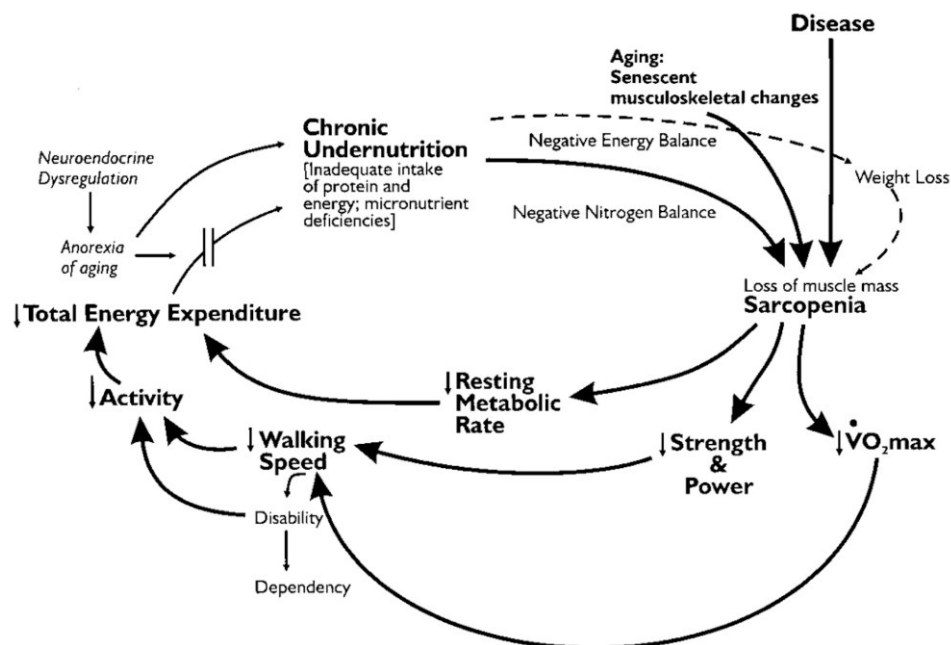 Disease
Aging:
Senescent
musculoskeletal changes
Chronic
Undernutrition
[Inadequate intake
of protein and
energy; micronutrient
deficiencies]
Neuroendocrine
Dysregulation
Negative Energy Balance
Weight Loss
Negative Nitrogen Balance
Anorexia
of aging
Loss of muscle mass
Sarcopenia
↓Total Energy Expenditure
↓Resting
Metabolic
Rate
↓Activity
↓Walking
Speed
↓Strength
&
Power
↓V̇O₂max
Disability
Dependency